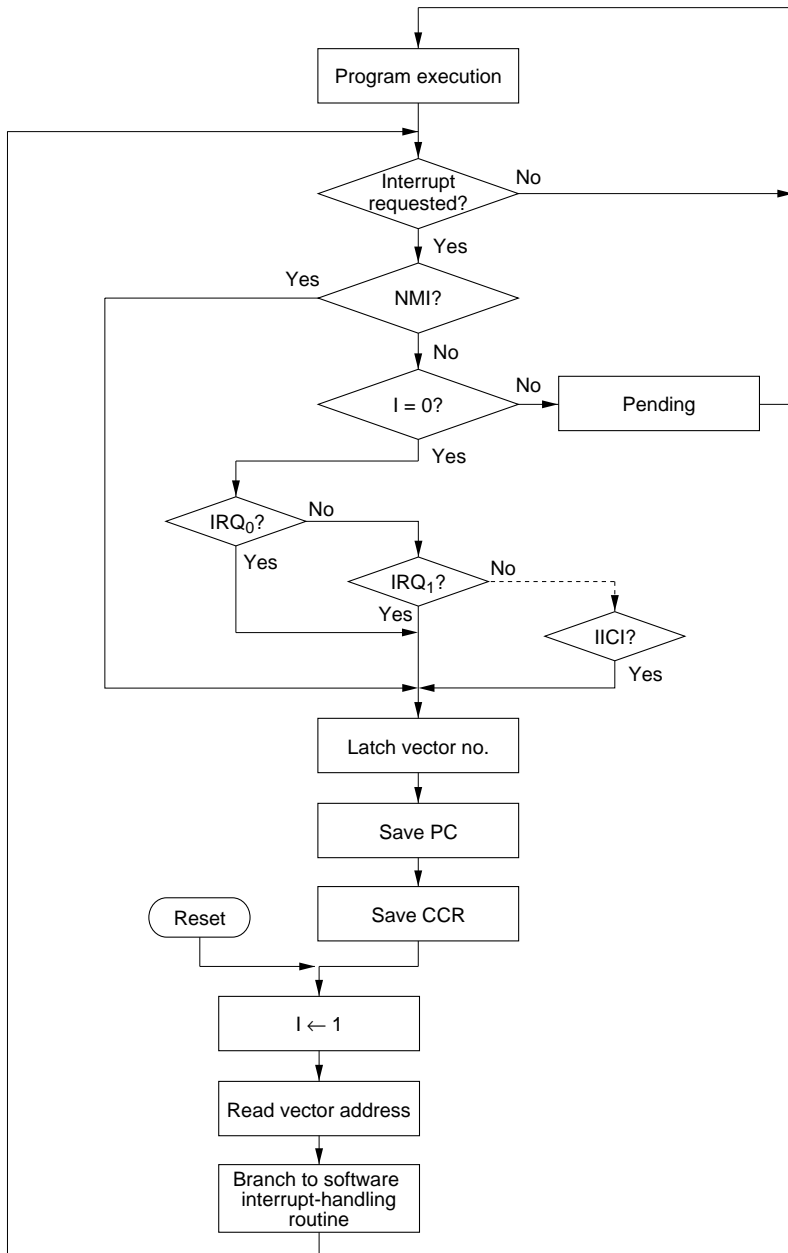 Program execution
Interrupt
requested?
No
Yes
Yes
NMI?
No
I = 0?
No
Pending
Yes
IRQ0?
No
Yes
IRQ1?
No
Yes
IICI?
Yes
Latch vector no.
Save PC
Save CCR
Reset
I ← 1
Read vector address
Branch to software
interrupt-handling
routine